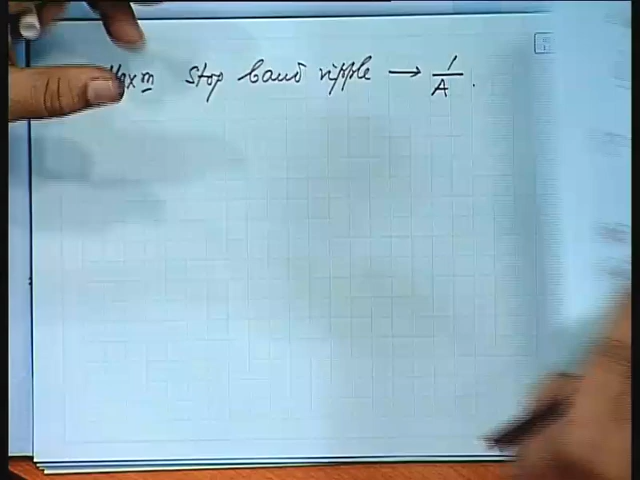 Maxm stop band ripple → 1/A .